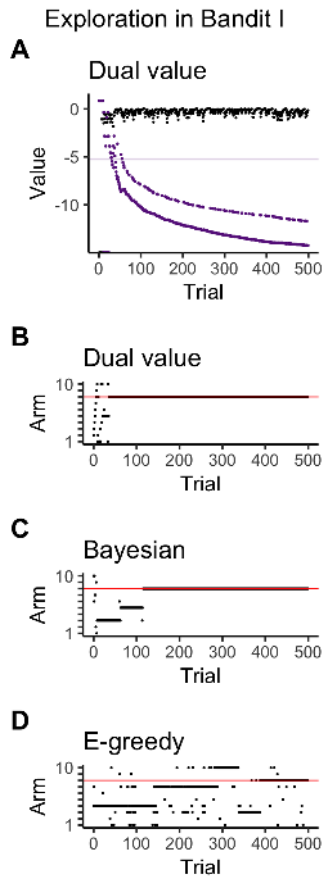 Exploration in Bandit I
A
Dual value
0
-5
-10
Value
0 100 200 300 400 500
Trial
B
Dual value
10
1
Arm
0 100 200 300 400 500
Trial
C
Bayesian
10
1
Arm
0 100 200 300 400 500
Trial
D
E-greedy
10
1
Arm
0 100 200 300 400 500
Trial